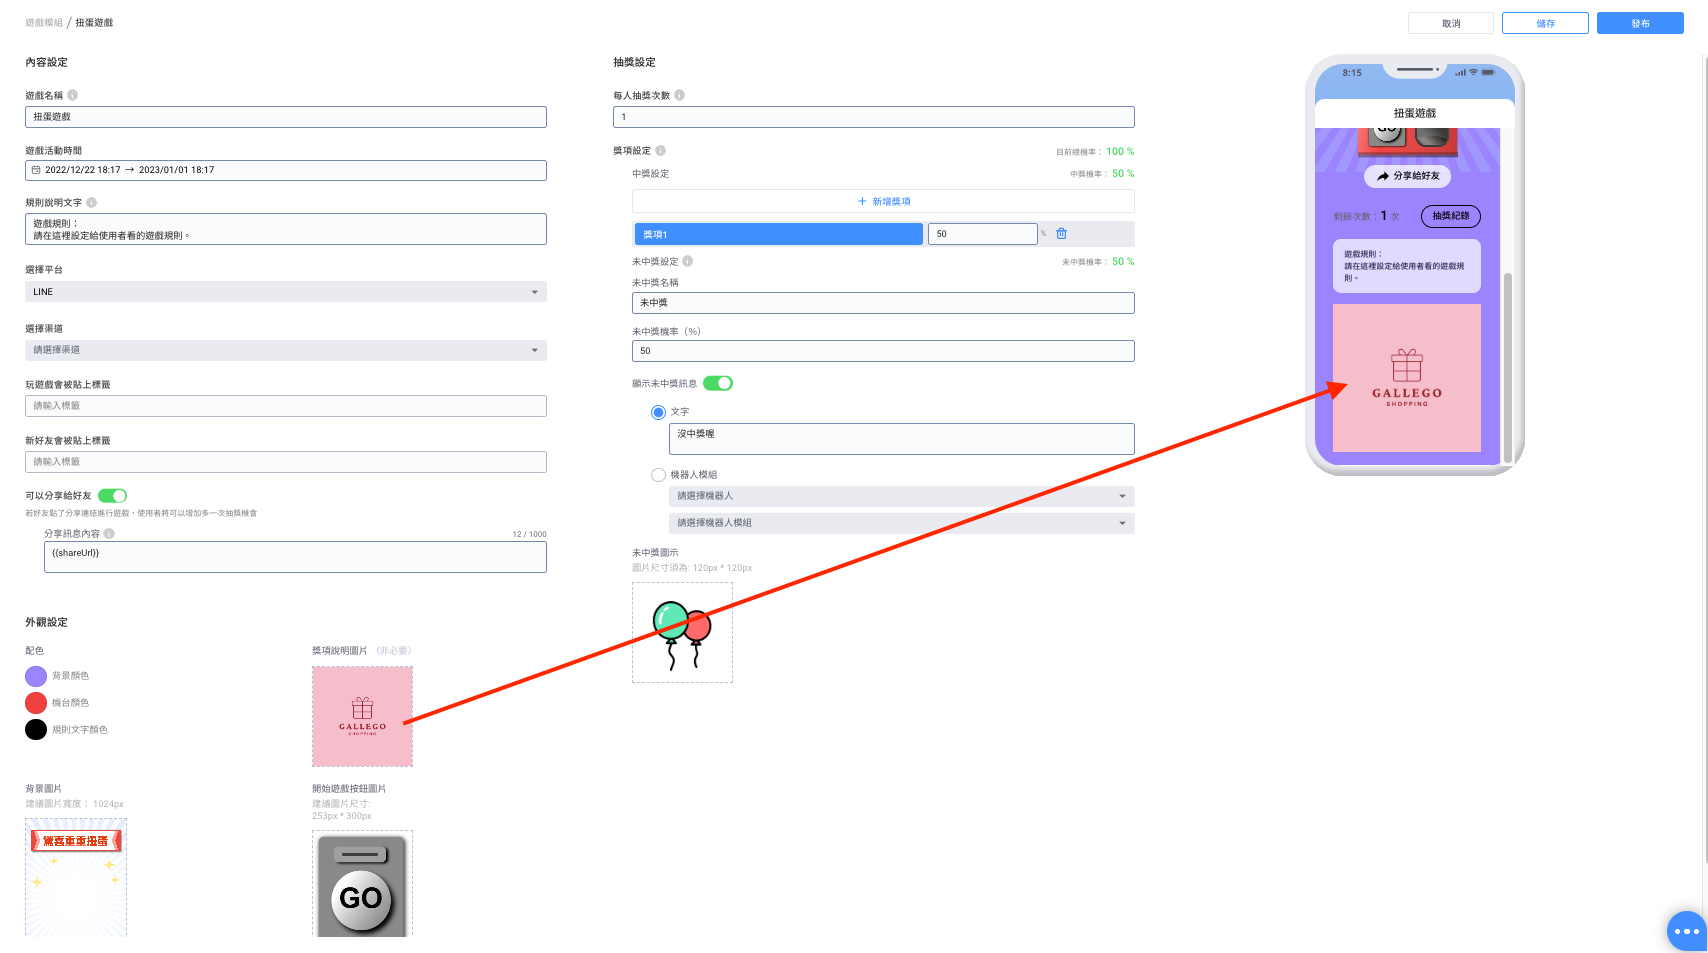 遊戲模組 / 扭蛋遊戲
取消
儲存
發布
內容設定
遊戲名稱
扭蛋遊戲
遊戲活動時間
2022/12/22 18:17 → 2023/01/01 18:17
規則說明文字
遊戲規則：
請在這裡設定給使用者看的遊戲規則。
選擇平台
LINE
選擇渠道
請選擇渠道
玩遊戲會被貼上標籤
請輸入標籤
新好友會被貼上標籤
請輸入標籤
可以分享給好友
若好友點了分享連結進行遊戲，使用者將可以增加多一次抽獎機會
分享訊息內容
12 / 1000
{{shareUrl}}
外觀設定
配色
背景顏色
機台顏色
規則文字顏色
獎項說明圖片 （非必要）
GALLEGO
SHOPPING
背景圖片
建議圖片寬度： 1024px
驚喜重重扭蛋
開始遊戲按鈕圖片
建議圖片尺寸:
253px * 300px
GO
抽獎設定
每人抽獎次數
1
獎項設定
目前總機率： 100 %
中獎設定
中獎機率： 50 %
+ 新增獎項
獎項1
50
%
未中獎設定
未中獎機率： 50 %
未中獎名稱
未中獎
未中獎機率（%）
50
顯示未中獎訊息
文字
沒中獎喔
機器人模組
請選擇機器人
請選擇機器人模組
未中獎圖示
圖片尺寸須為: 120px * 120px
8:15
扭蛋遊戲
GO
分享給好友
剩餘次數：1 次
抽獎紀錄
遊戲規則：
請在這裡設定給使用者看的遊戲規
則。
GALLEGO
SHOPPING